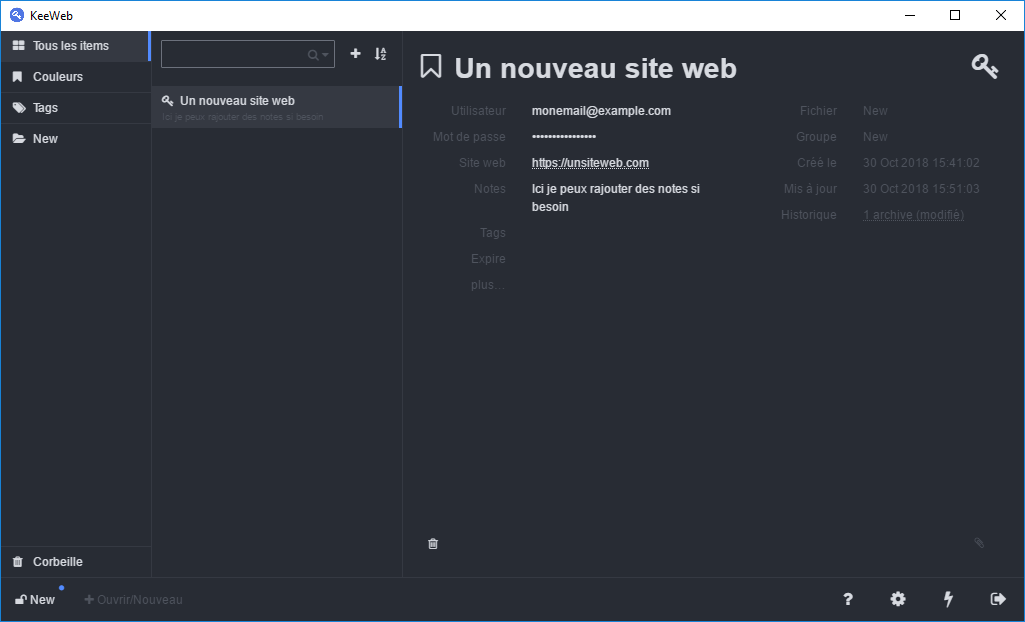 KeeWeb
Tous les items
Couleurs
Tags
New
Corbeille
Un nouveau site web
Ici je peux rajouter des notes si besoin
Un nouveau site web
Utilisateur monemail@example.com
Mot de passe ••••••••••••••••
Site web https://unsiteweb.com
Notes Ici je peux rajouter des notes si
besoin
Tags
Expire
plus...
Fichier New
Groupe New
Créé le 30 Oct 2018 15:41:02
Mis à jour 30 Oct 2018 15:51:03
Historique 1 archive (modifié)
New
+ Ouvrir/Nouveau
?